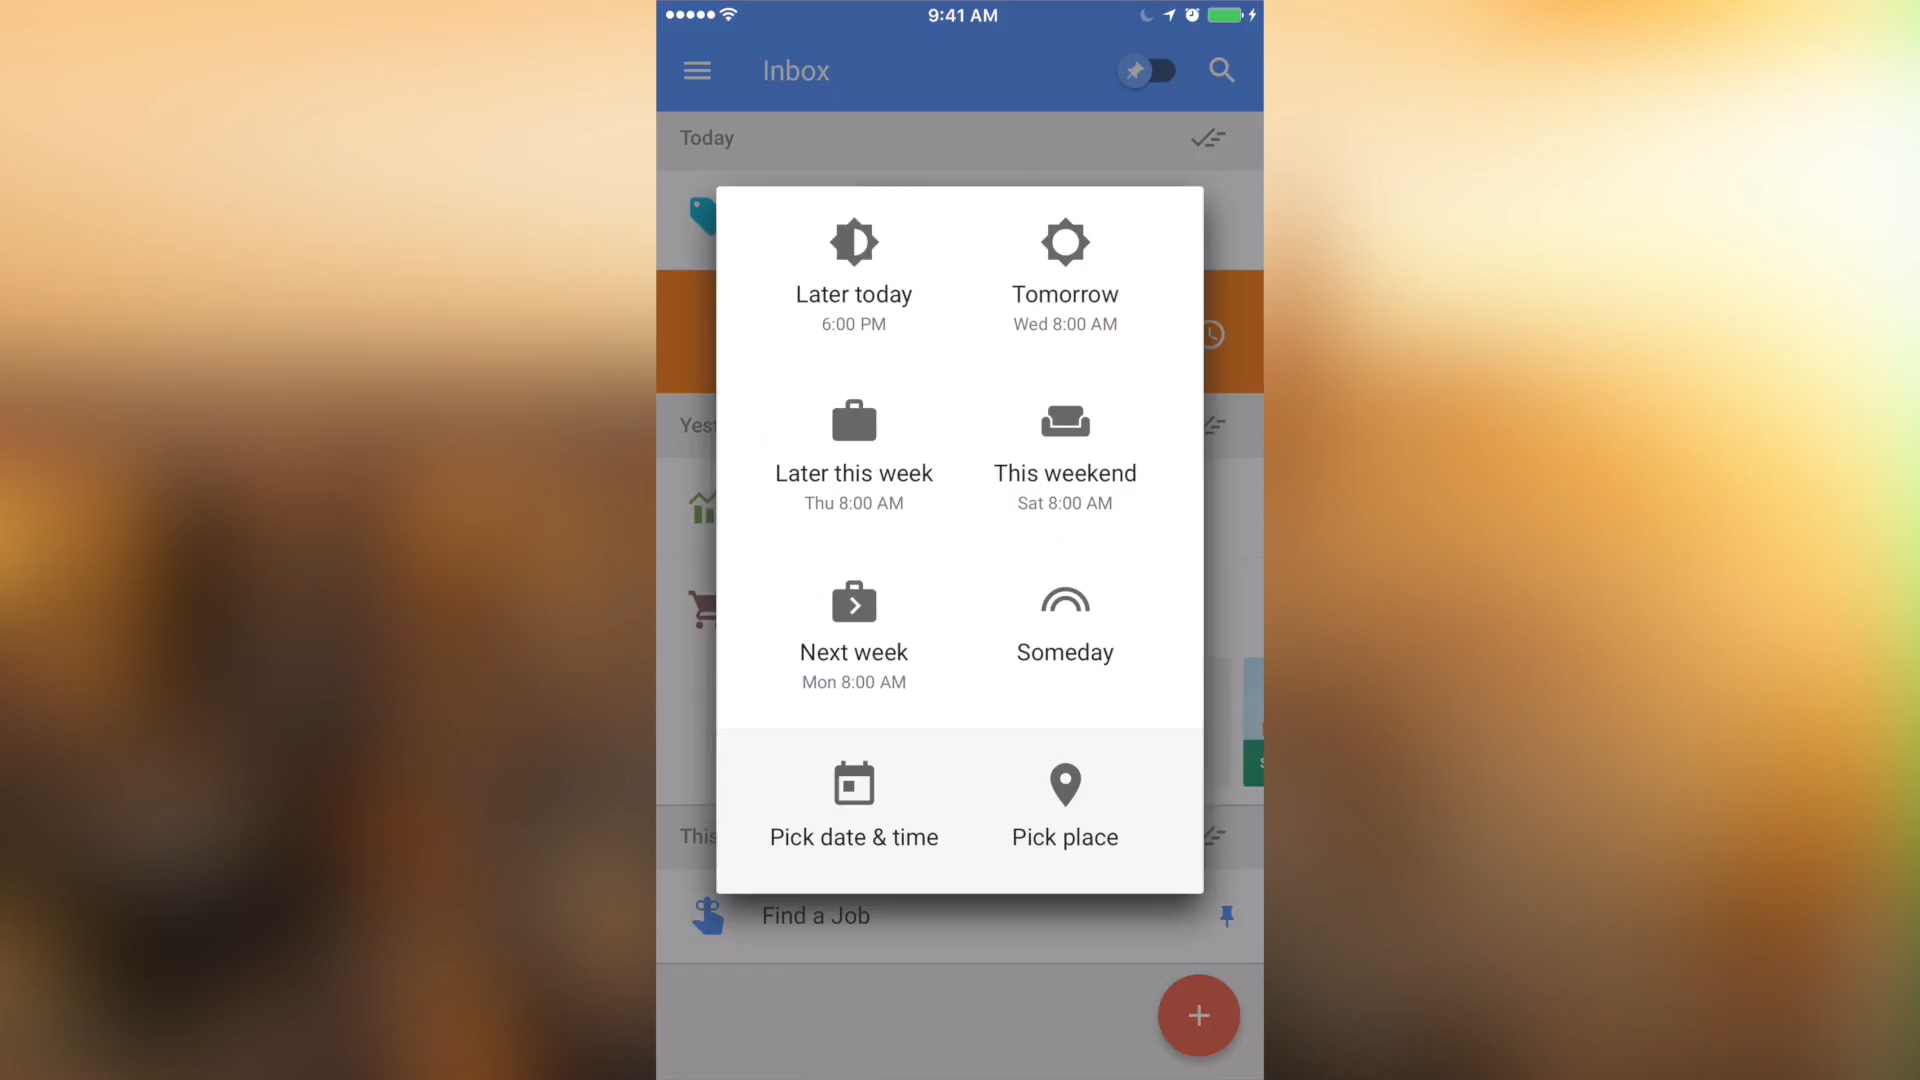 9:41 AM
Inbox
Today
Later today
6:00 PM
Tomorrow
Wed 8:00 AM
Yest
Later this week
Thu 8:00 AM
This weekend
Sat 8:00 AM
Next week
Mon 8:00 AM
Someday
This
Pick date & time
Pick place
Find a Job